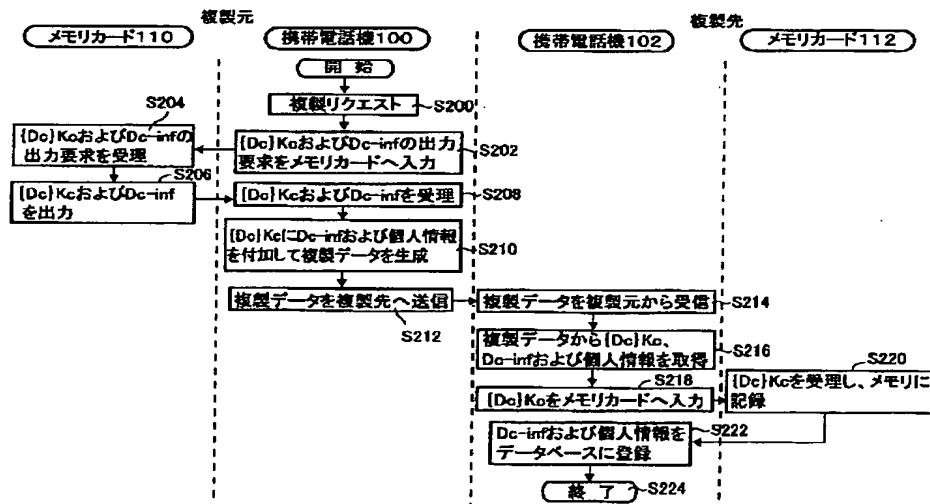 複製元
複製先
メモリカード110
携帯電話機100
携帯電話機102
メモリカード112
開始
複製リクエスト
S200
S204
{Dc}KcおよびDc-infの
出力要求を受理
{Dc}KcおよびDc-infの出力
要求をメモリカードへ入力
S202
S206
{Dc}KcおよびDc-inf
を出力
{Dc}KcおよびDc-infを受理
S208
{Dc}KcにDc-infおよび個人情報
を付加して複製データを生成
S210
複製データを複製先へ送信
S212
複製データを複製元から受信
S214
複製データから{Dc}Kc、
Dc-infおよび個人情報を取得
S216
S218
{Dc}Kcをメモリカードへ入力
S220
{Dc}Kcを受理し、メモリに
記録
S222
Dc-infおよび個人情報を
データベースに登録
終了
S224